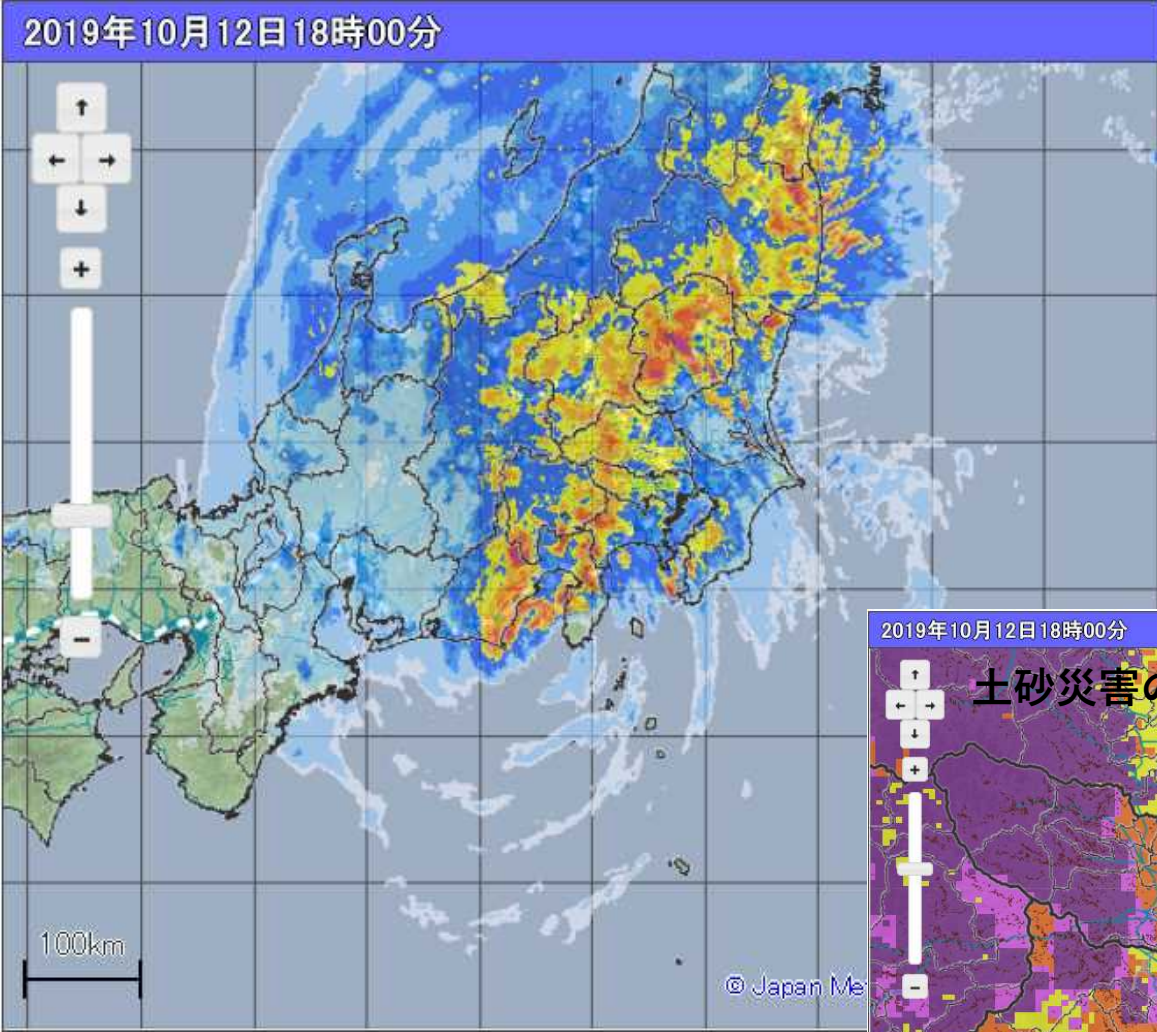 2019年10月12日18時00分
↑
← →
↓
+
−
100km
© Japan Me
2019年10月12日18時00分
土砂災害の
↑
← →
↓
+
−